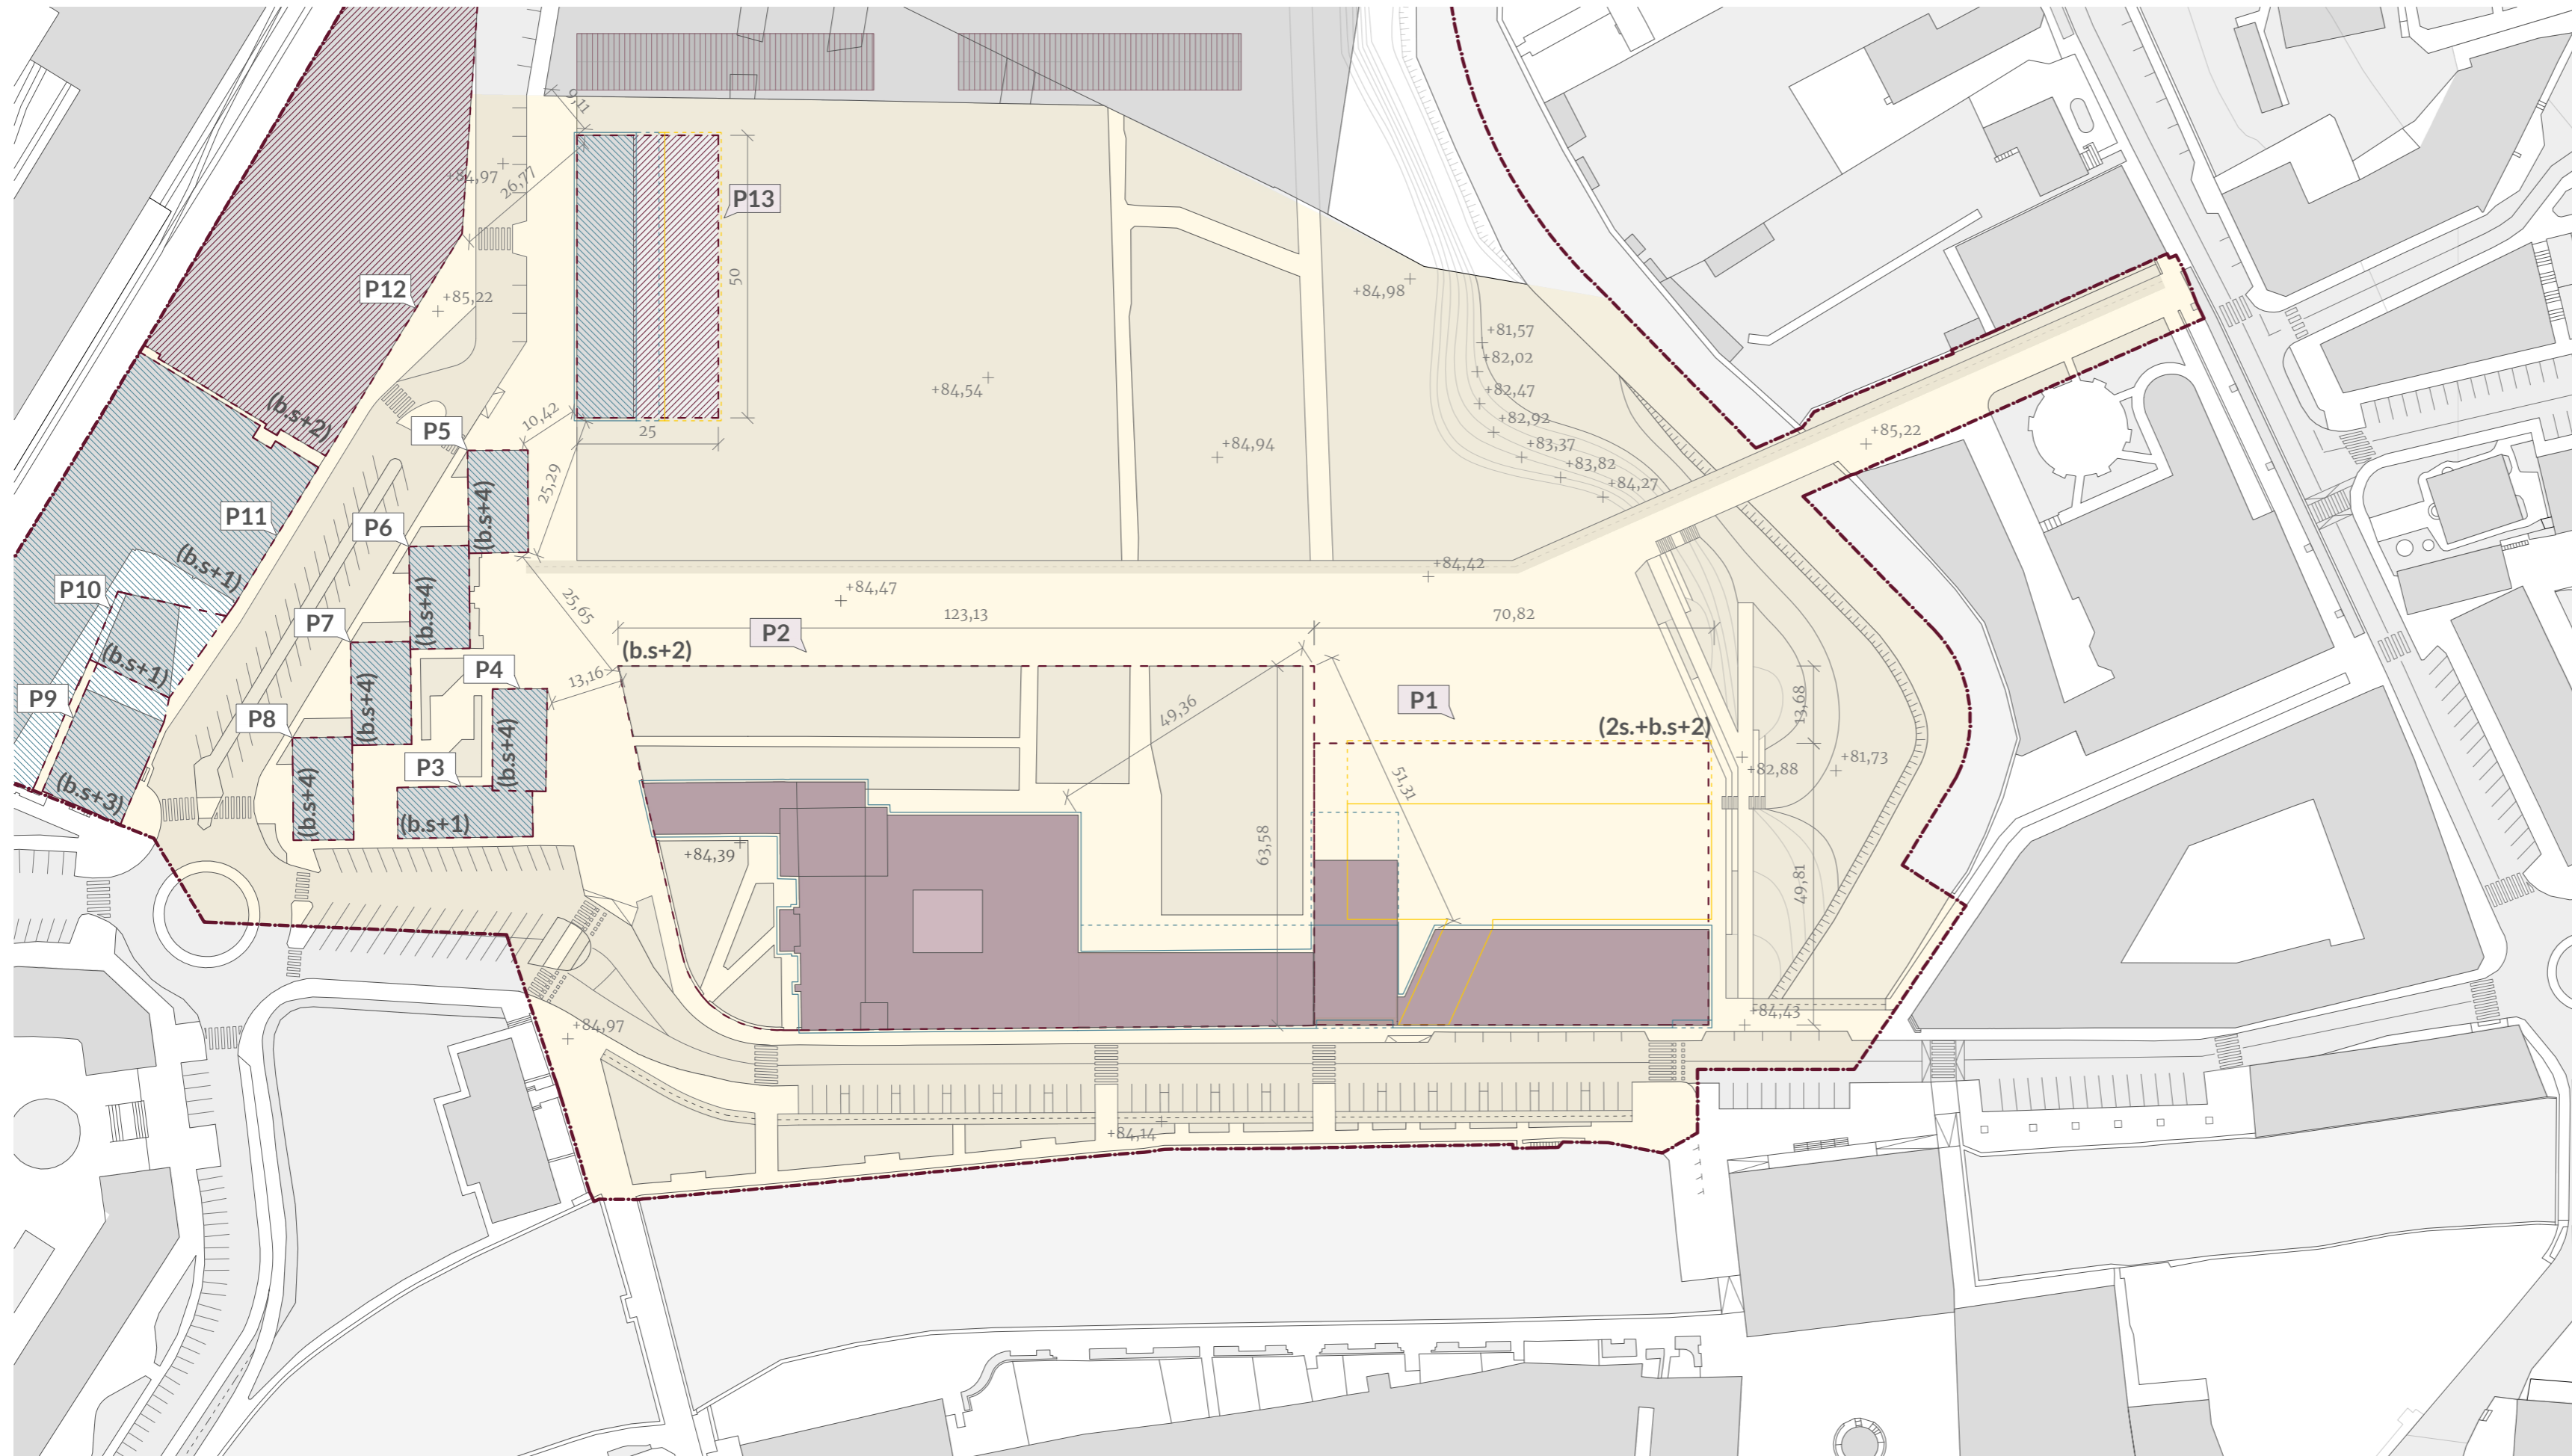 9,11
+84,97
26,77
P13
50
P12
+85,22
+84,98
+81,57
+82,02
+84,54
+82,47
(b.s+2)
10,42
25
+82,92
P5
+85,22
+84,94
+83,37
+83,82
25,29
+84,27
(b.s+4)
P11
P6
(b.s+1)
+84,42
P10
+84,47
(b.s+4)
25,65
123,13
70,82
P7
P2
(b.s+2)
(b.s+1)
P4
13,16
P9
P1
49,36
13,68
(b.s+4)
P8
(2s.+b.s+2)
(b.s+4)
+81,73
P3
+82,88
51,31
(b.s+3)
(b.s+4)
(b.s+1)
63,58
+84,39
49,81
+84,43
+84,97
+84,14